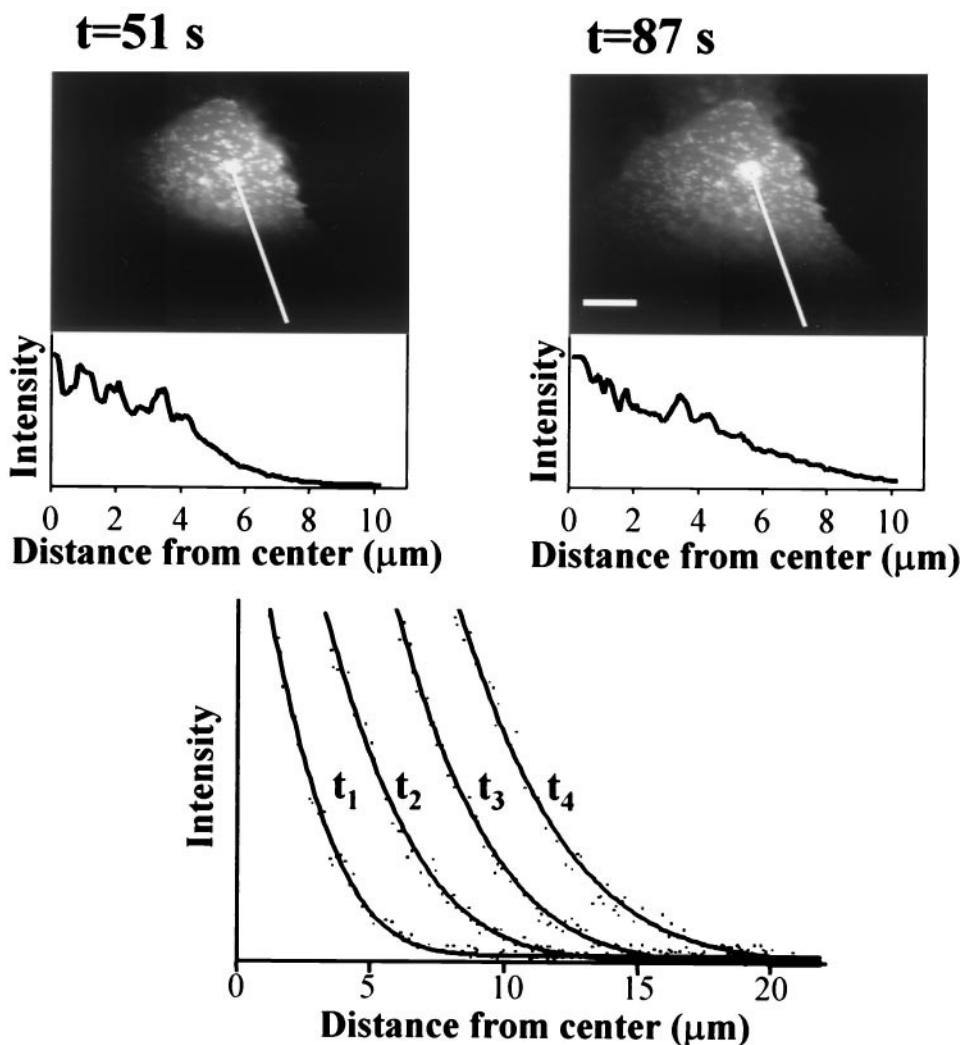 t=51 s
t=87 s
Intensity
0 2 4 6 8 10
Distance from center (μm)
Intensity
0 2 4 6 8 10
Distance from center (μm)
Intensity
t1 t2 t3 t4
0 5 10 15 20
Distance from center (μm)